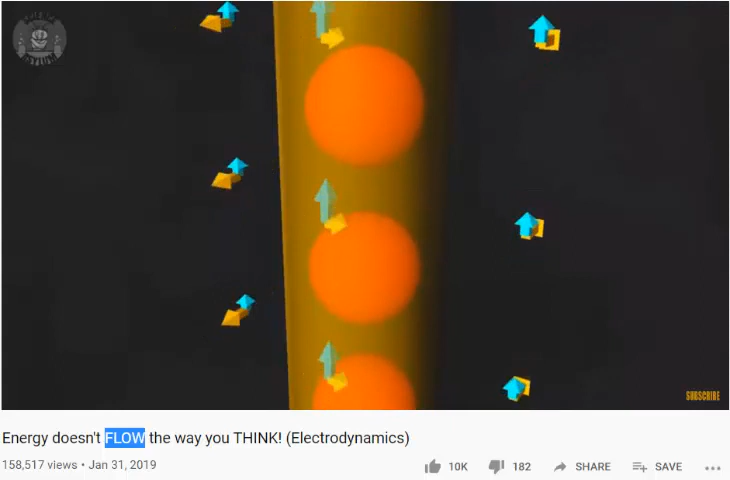 SUBSCRIBE
Energy doesn't FLOW the way you THINK! (Electrodynamics)
158,517 views • Jan 31, 2019 10K 182 SHARE SAVE